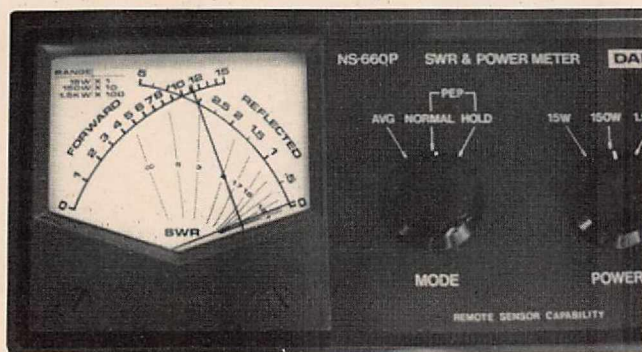 NS-660P SWR & POWER METER DA
RANGE
15W X 1
150W X 10
1.5KW X 100
5 15
10 12
FORWARD 0 1 2 3 4 5 6 7 8
REFLECTED 2.5 2 1.5 1 .5 0
SWR
PEP
AVG NORMAL HOLD
15W 150W 1.
MODE
POWER
REMOTE SENSOR CAPABILITY